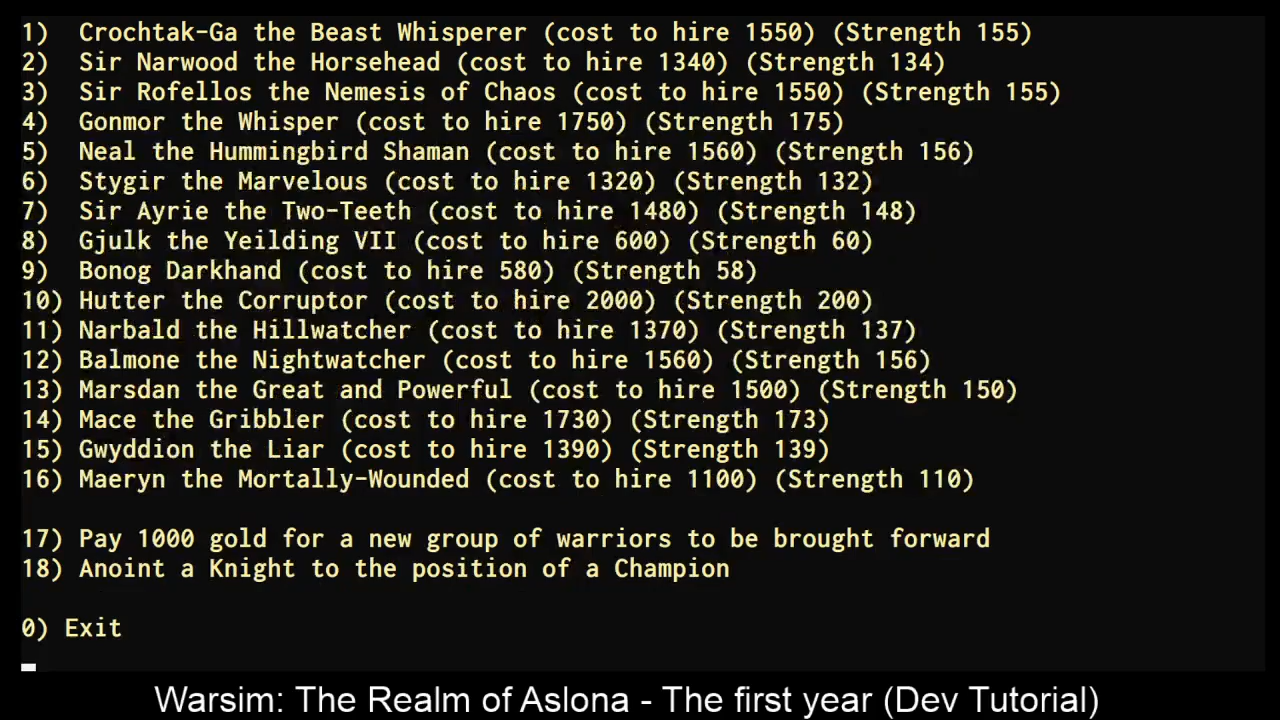 1)  Crochtak-Ga the Beast Whisperer (cost to hire 1550) (Strength 155)
2)  Sir Narwood the Horsehead (cost to hire 1340) (Strength 134)
3)  Sir Rofellos the Nemesis of Chaos (cost to hire 1550) (Strength 155)
4)  Gonmor the Whisper (cost to hire 1750) (Strength 175)
5)  Neal the Hummingbird Shaman (cost to hire 1560) (Strength 156)
6)  Stygir the Marvelous (cost to hire 1320) (Strength 132)
7)  Sir Ayrie the Two-Teeth (cost to hire 1480) (Strength 148)
8)  Gjulk the Yeilding VII (cost to hire 600) (Strength 60)
9)  Bonog Darkhand (cost to hire 580) (Strength 58)
10) Hutter the Corruptor (cost to hire 2000) (Strength 200)
11) Narbald the Hillwatcher (cost to hire 1370) (Strength 137)
12) Balmone the Nightwatcher (cost to hire 1560) (Strength 156)
13) Marsdan the Great and Powerful (cost to hire 1500) (Strength 150)
14) Mace the Gribbler (cost to hire 1730) (Strength 173)
15) Gwyddion the Liar (cost to hire 1390) (Strength 139)
16) Maeryn the Mortally-Wounded (cost to hire 1100) (Strength 110)
17) Pay 1000 gold for a new group of warriors to be brought forward
18) Anoint a Knight to the position of a Champion
0) Exit
Warsim: The Realm of Aslona - The first year (Dev Tutorial)